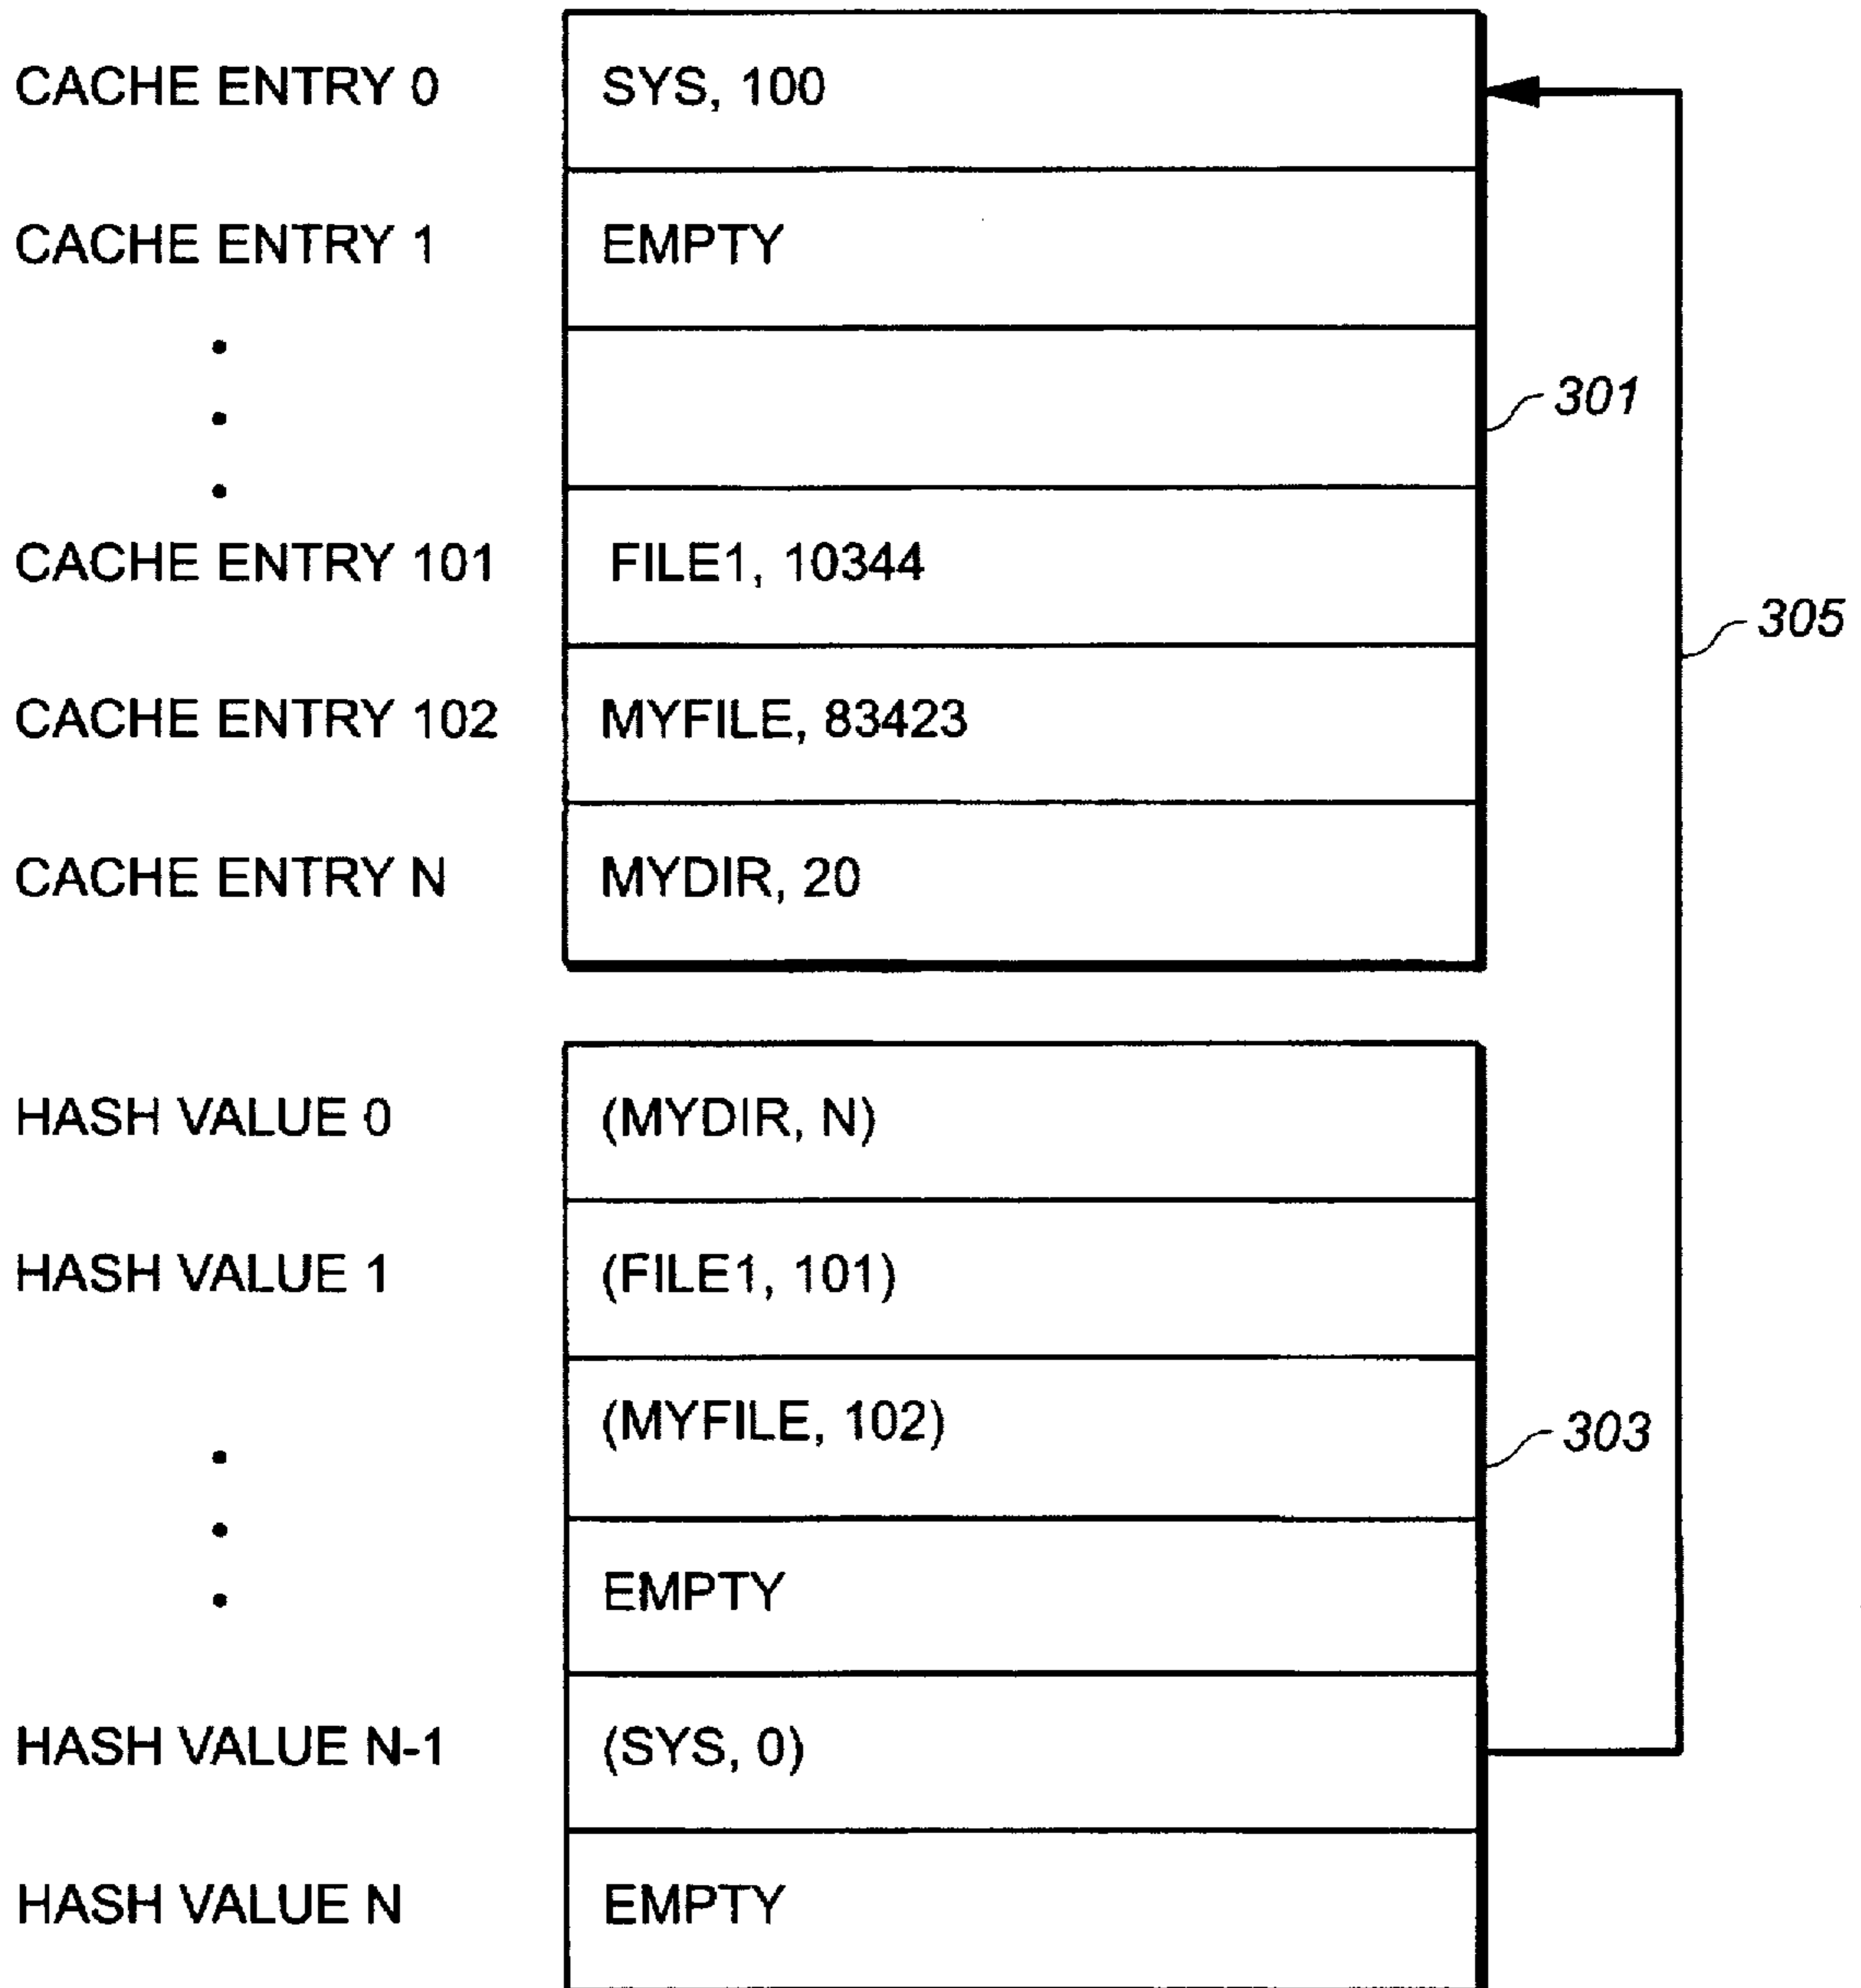 CACHE ENTRY 0 SYS, 100
CACHE ENTRY 1 EMPTY
301
CACHE ENTRY 101 FILE1, 10344
305
CACHE ENTRY 102 MYFILE, 83423
CACHE ENTRY N MYDIR, 20
HASH VALUE 0 (MYDIR, N)
HASH VALUE 1 (FILE1, 101)
(MYFILE, 102)
303
EMPTY
HASH VALUE N-1 (SYS, 0)
HASH VALUE N EMPTY